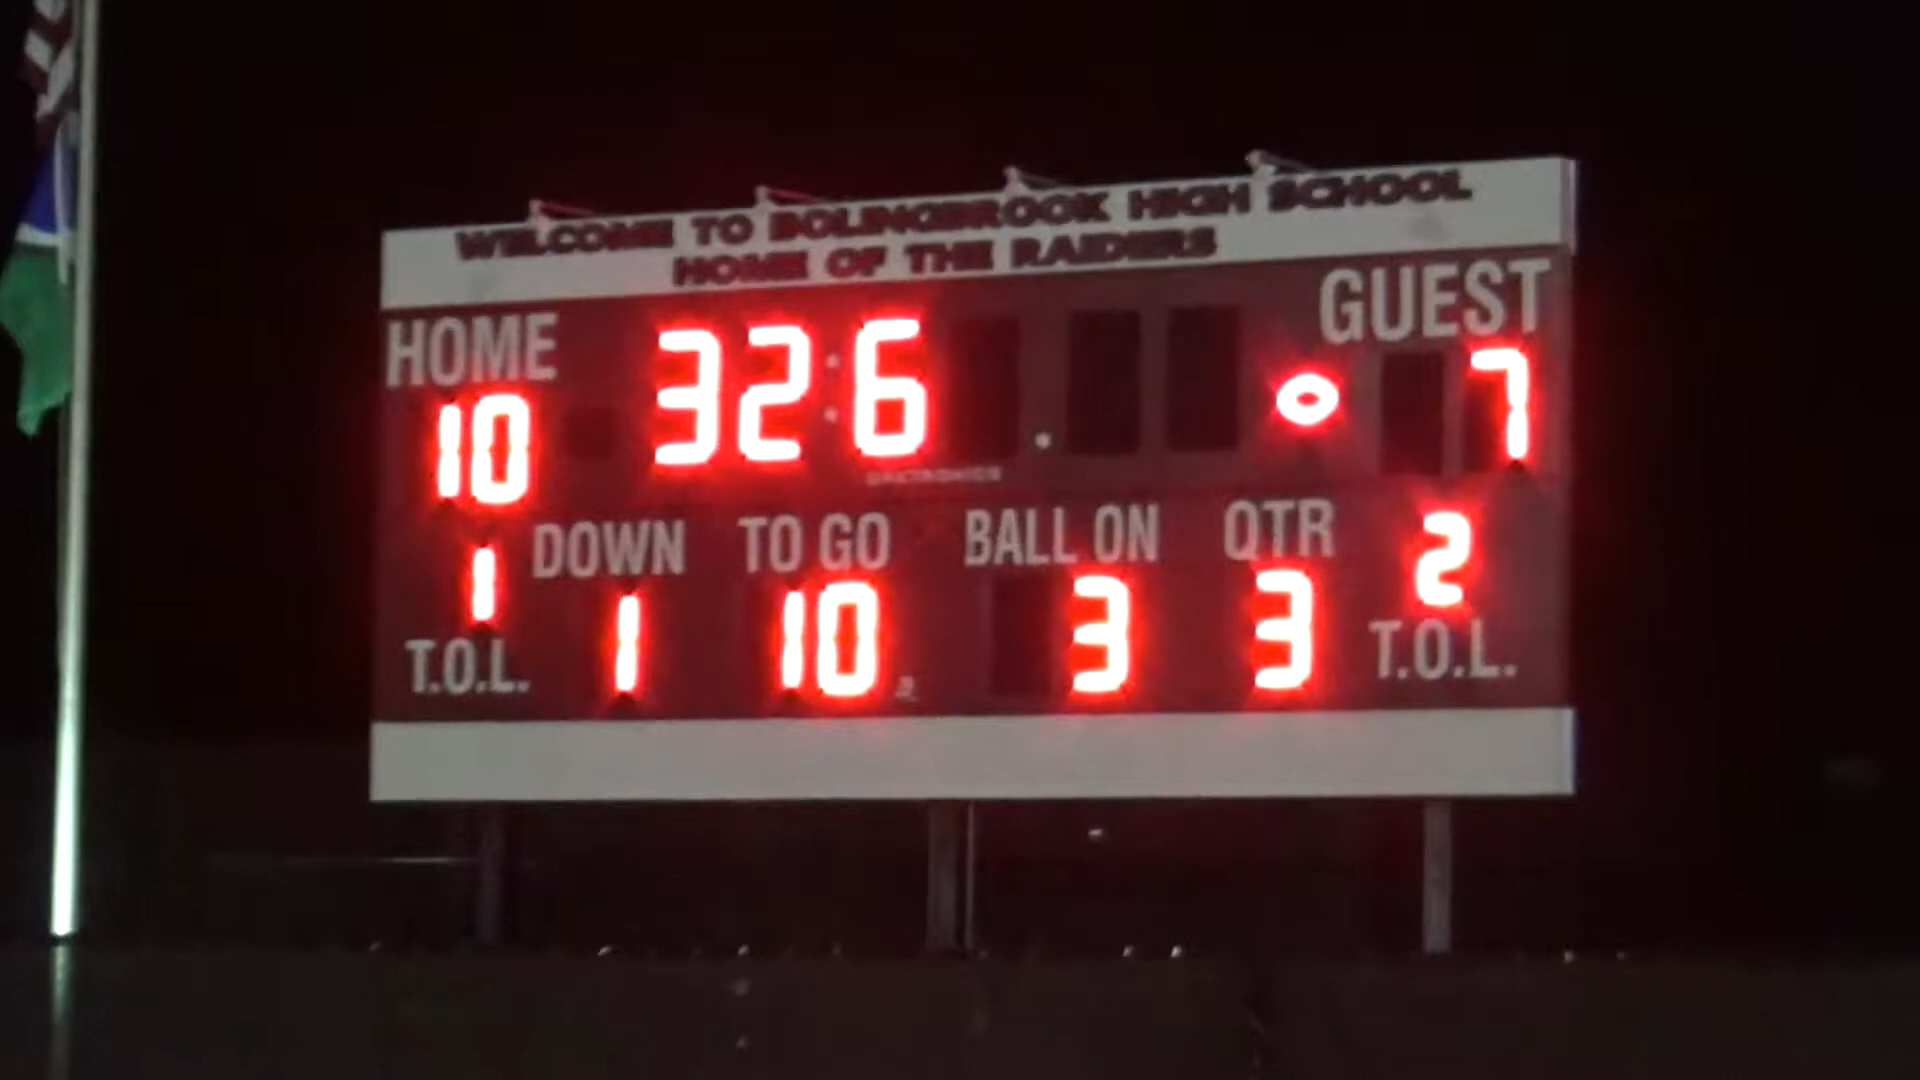 WELCOME TO BOLINGBROOK HIGH SCHOOL
HOME OF THE RAIDERS
HOME 32:6 . GUEST
10 7
DAKTRONICS
DOWN TO GO BALL ON QTR 2
1 1 10 3 3
T.O.L. T.O.L.